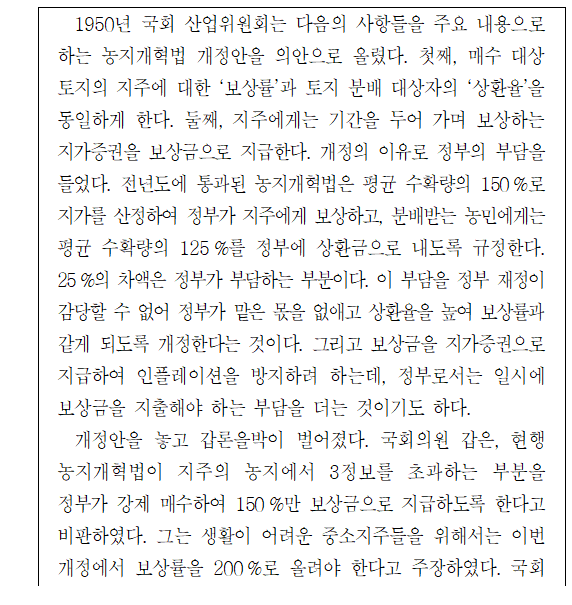 1950년 국회 산업위원회는 다음의 사항들을 주요 내용으로
하는 농지개혁법 개정안을 의안으로 올렸다. 첫째, 매수 대상
토지의 지주에 대한 ‘보상률’과 토지 분배 대상자의 ‘상환율’을
동일하게 한다. 둘째, 지주에게는 기간을 두어 가며 보상하는
지가증권을 보상금으로 지급한다. 개정의 이유로 정부의 부담을
들었다. 전년도에 통과된 농지개혁법은 평균 수확량의 150%로
지가를 산정하여 정부가 지주에게 보상하고, 분배받는 농민에게는
평균 수확량의 125%를 정부에 상환금으로 내도록 규정한다.
25%의 차액은 정부가 부담하는 부분이다. 이 부담을 정부 재정이
감당할 수 없어 정부가 맡은 몫을 없애고 상환율을 높여 보상률과
같게 되도록 개정한다는 것이다. 그리고 보상금을 지가증권으로
지급하여 인플레이션을 방지하려 하는데, 정부로서는 일시에
보상금을 지출해야 하는 부담을 더는 것이기도 하다.
개정안을 놓고 갑론을박이 벌어졌다. 국회의원 갑은, 현행
농지개혁법이 지주의 농지에서 3정보를 초과하는 부분을
정부가 강제 매수하여 150%만 보상금으로 지급하도록 한다고
비판하였다. 그는 생활이 어려운 중소지주들을 위해서는 이번
개정에서 보상률을 200%로 올려야 한다고 주장하였다. 국회